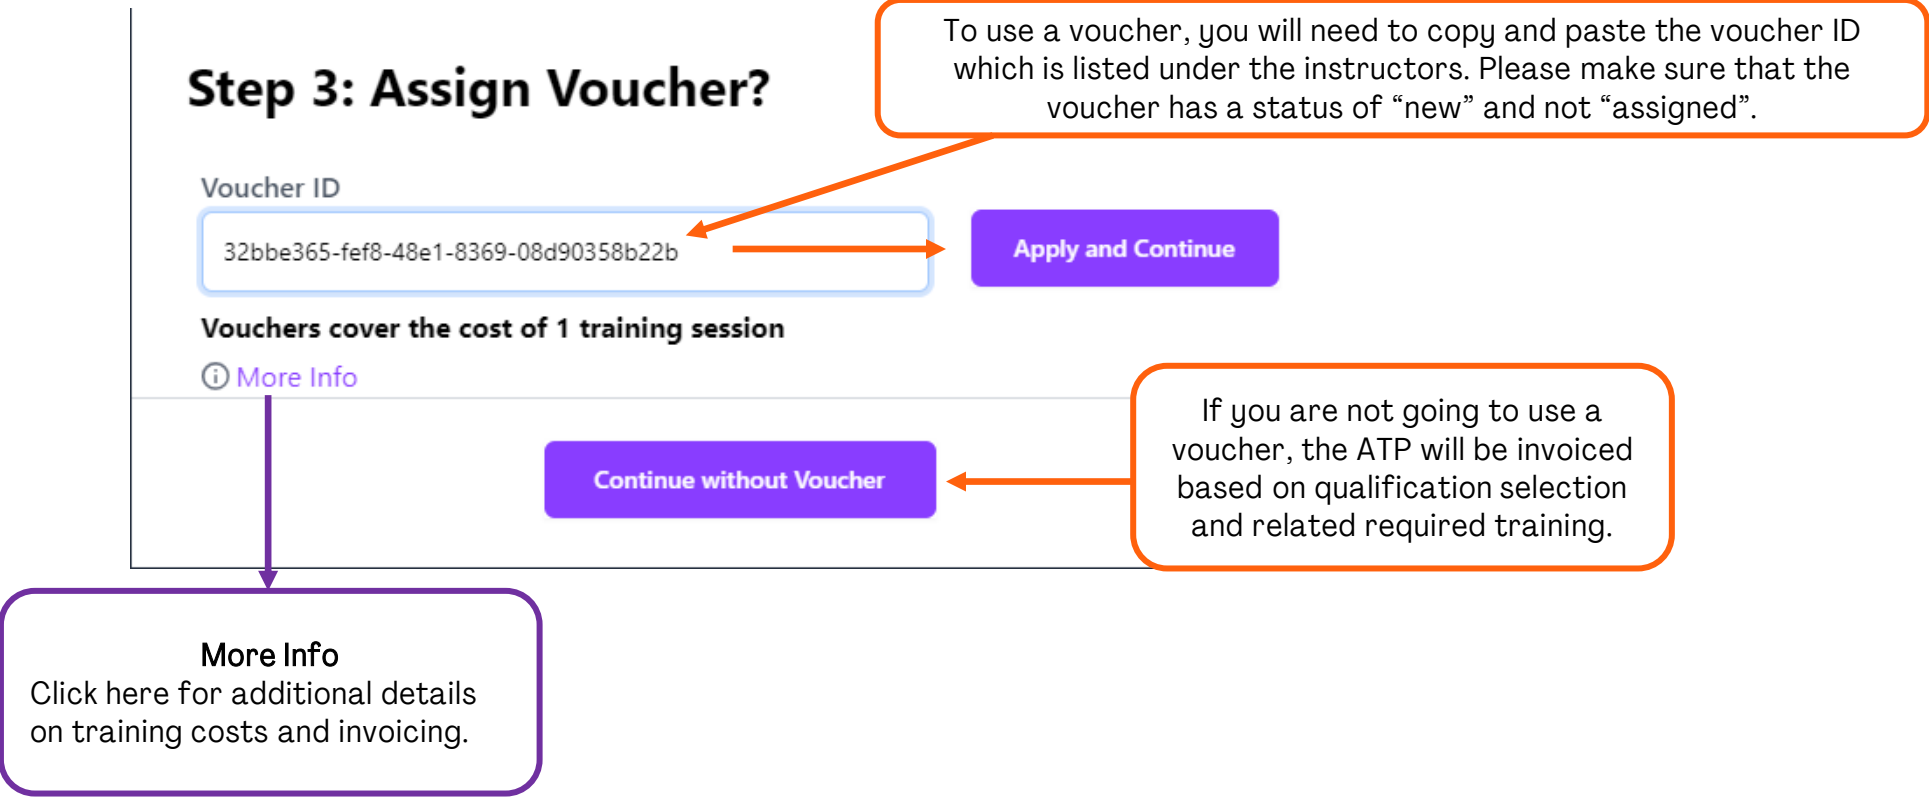 To use a voucher, you will need to copy and paste the voucher ID
which is listed under the instructors. Please make sure that the
voucher has a status of “new” and not “assigned”.
Step 3: Assign Voucher?
Voucher ID
32bbe365-fef8-48e1-8369-08d90358b22b
Apply and Continue
Vouchers cover the cost of 1 training session
More Info
If you are not going to use a
voucher, the ATP will be invoiced
based on qualification selection
and related required training.
Continue without Voucher
More Info
Click here for additional details
on training costs and invoicing.